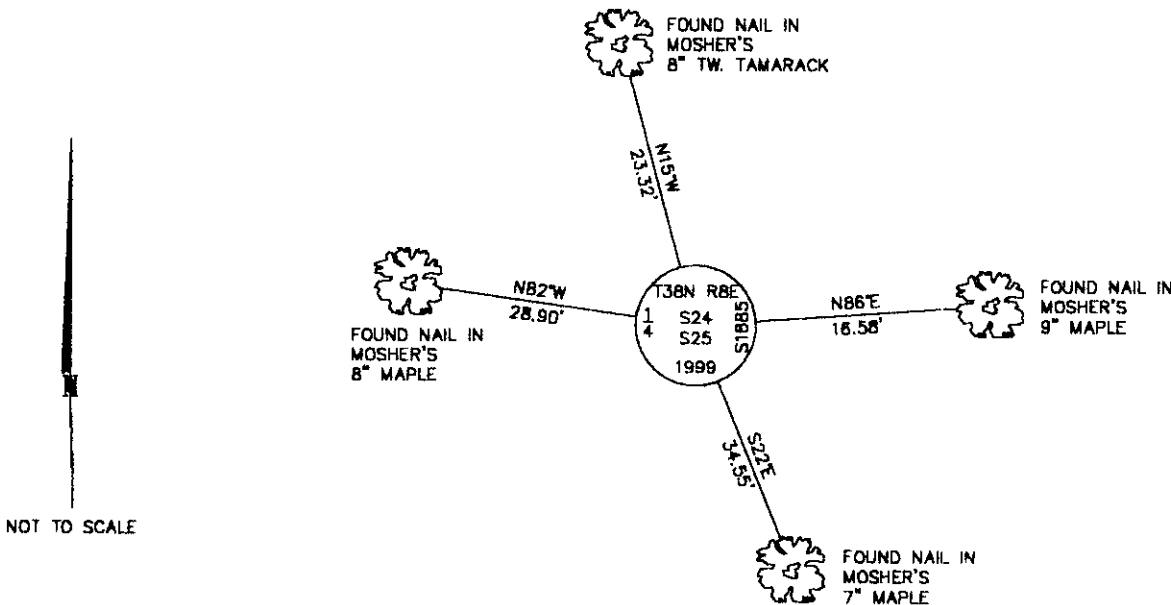 FOUND NAIL IN
MOSHER'S
8" TW. TAMARACK
N15°W
23.32'
N82°W
28.90'
FOUND NAIL IN
MOSHER'S
8" MAPLE
T38N R8E
1
4
S24
S25
S1885
1999
N86°E
16.58'
FOUND NAIL IN
MOSHER'S
9" MAPLE
N
S22°E
34.55'
NOT TO SCALE
FOUND NAIL IN
MOSHER'S
7" MAPLE